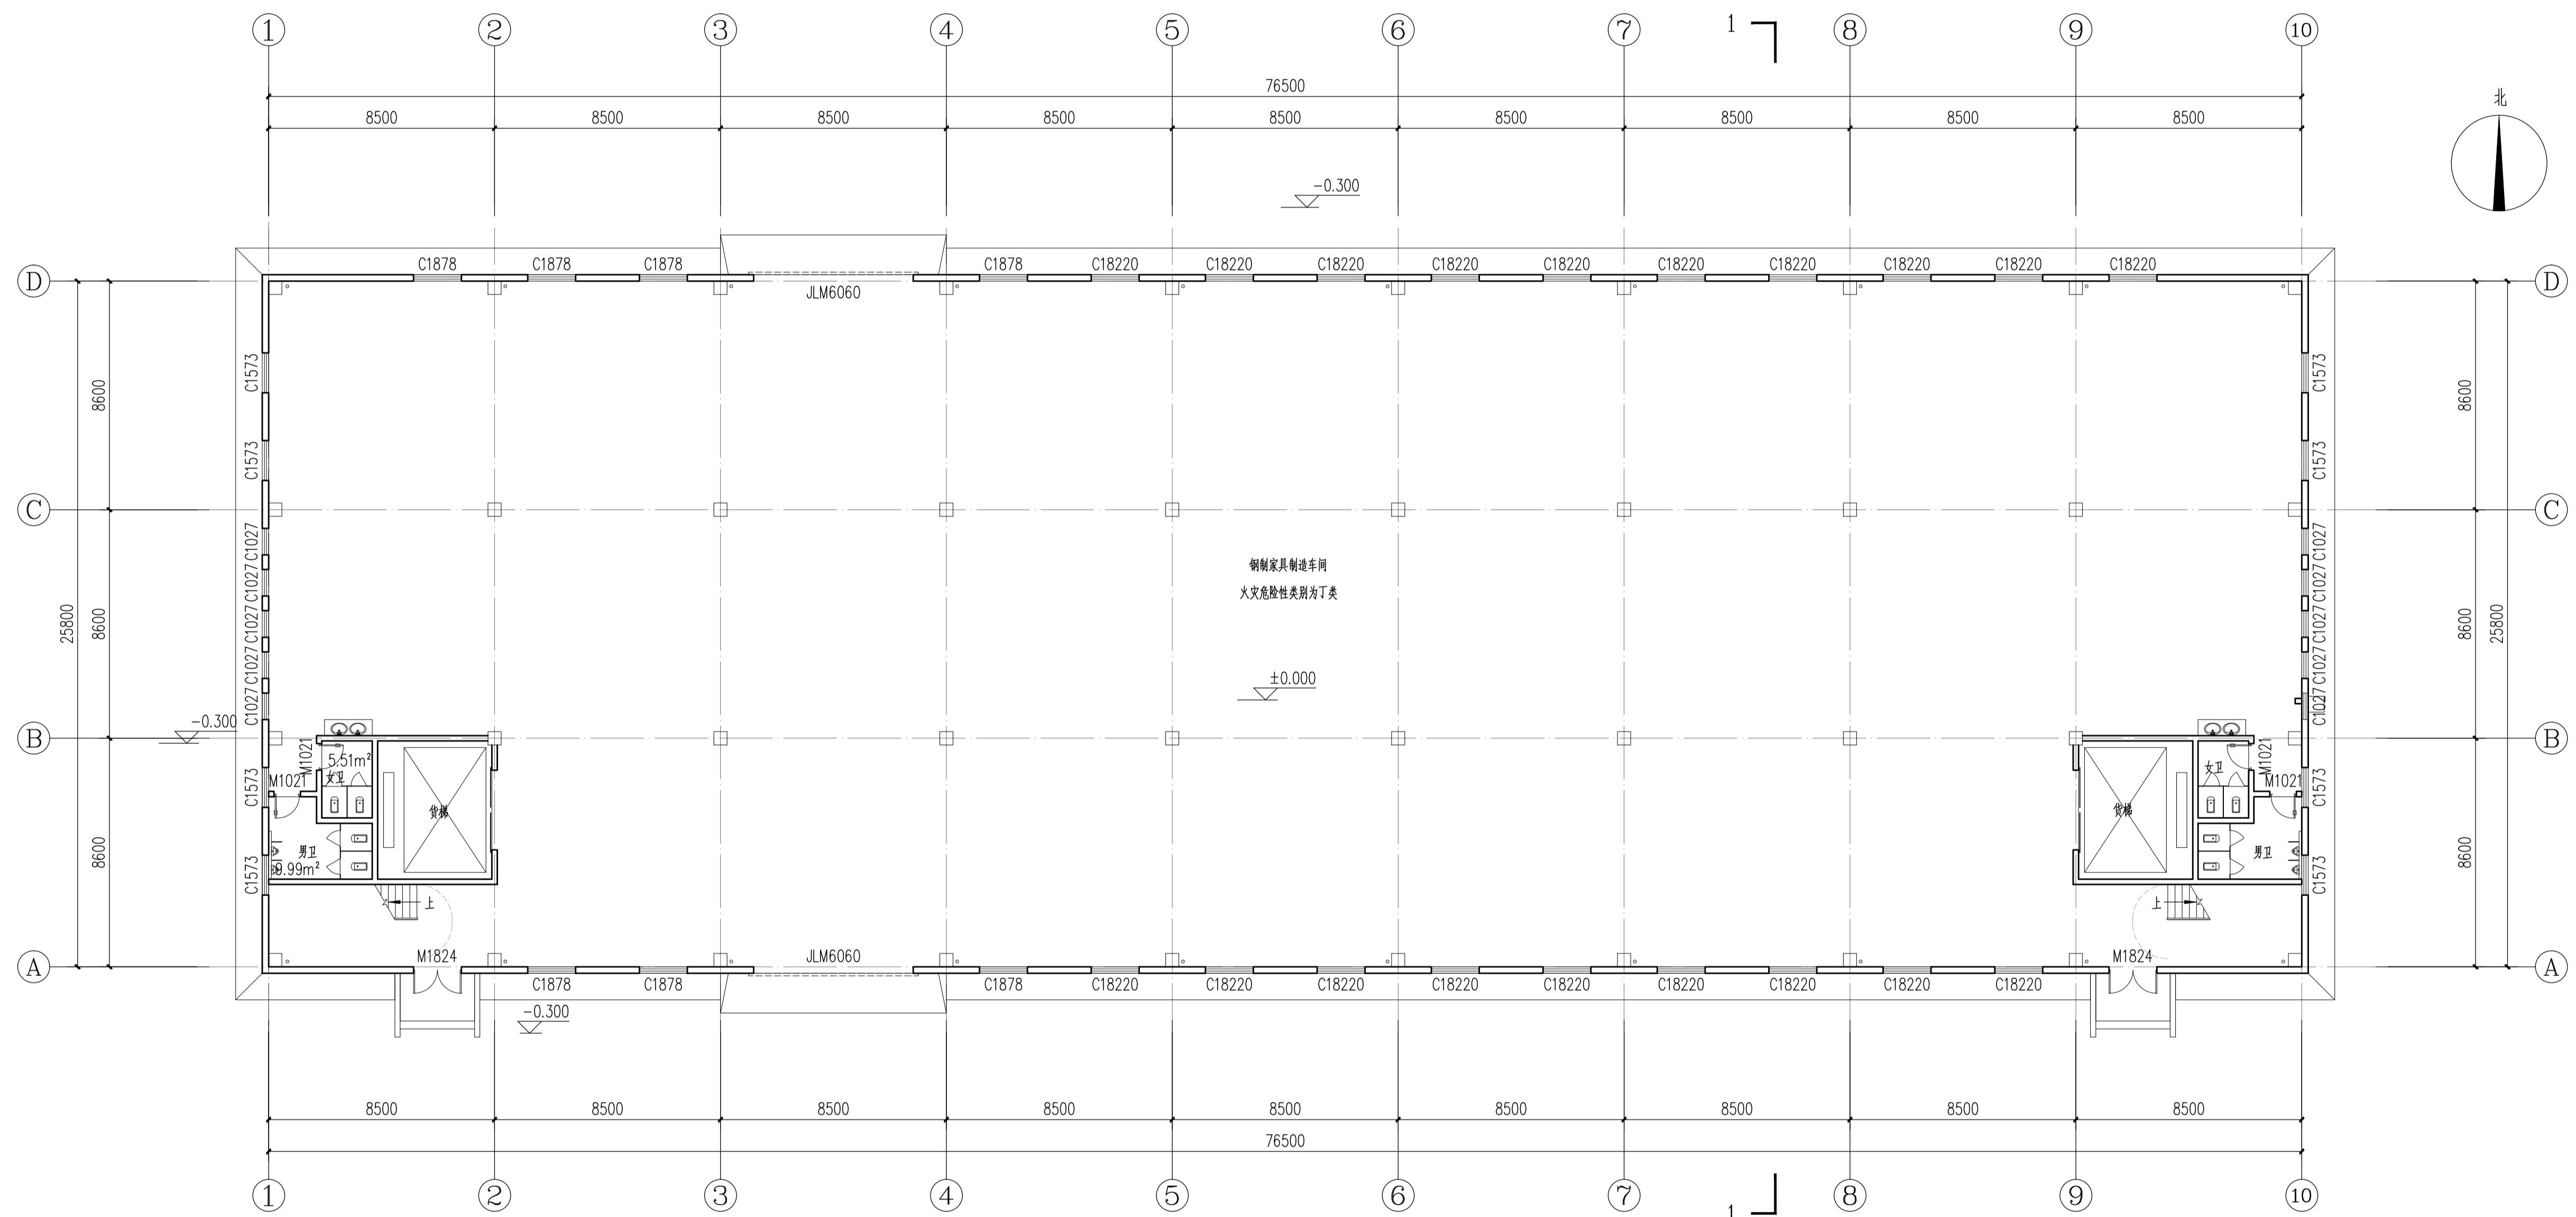 1 2 3 4 5 6 7 1 8 9 10
76500
8500 8500 8500 8500 8500 8500 8500 8500 8500
北
-0.300
C1878 C1878 C1878 C1878 C18220 C18220 C18220 C18220 C18220 C18220 C18220 C18220 C18220 C18220
D D
JLM6060
C1573 C1573
8600 8600
C1573 C1573
C C
C1027 C1027
钢制家具制造车间
C1027 C1027
火灾危险性类别为丁类
25800 8600 C1027 C1027 8600 25800
C1027 C1027
±0.000
C1027 C1027
-0.300
B B
M1021 5.51m² M1021
女卫 女卫
M1021 M1021
C1573 C1573
货梯 货梯
8600 8600
男卫 男卫
9.99m²
C1573 C1573
上 上
M1824 JLM6060 M1824
A A
C1878 C1878 C1878 C18220 C18220 C18220 C18220 C18220 C18220 C18220 C18220 C18220
-0.300
8500 8500 8500 8500 8500 8500 8500 8500 8500
76500
1 2 3 4 5 6 7 8 9 10
1